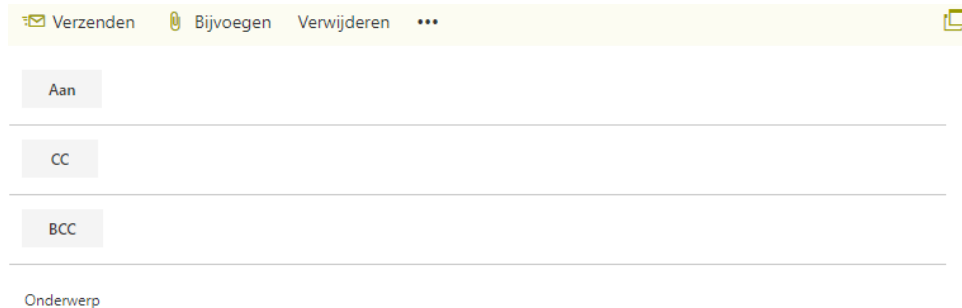 Verzenden Bijvoegen Verwijderen •••
Aan
CC
BCC
Onderwerp